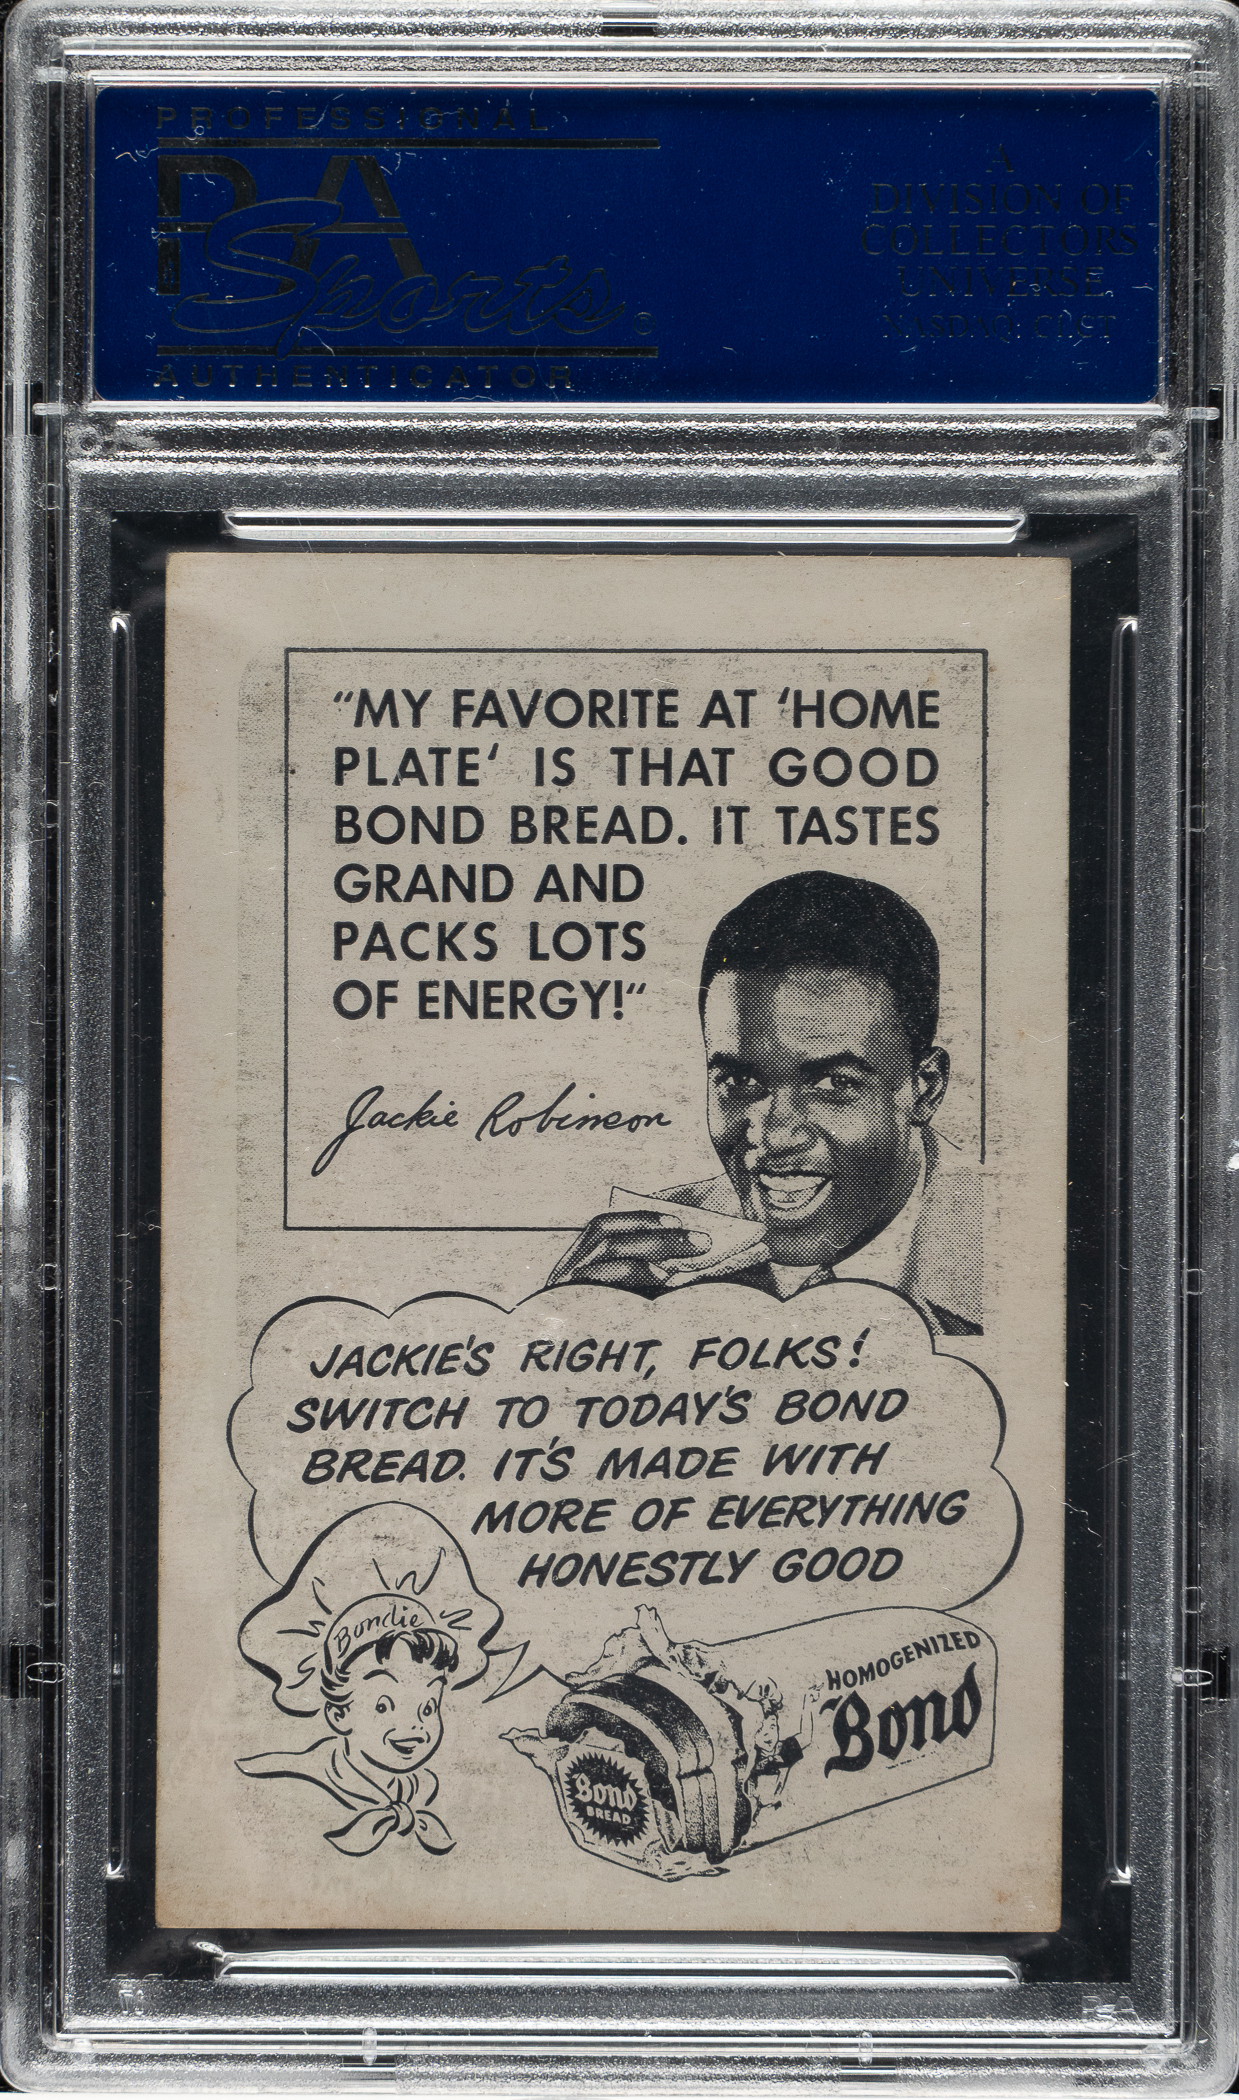 PROFESSIONAL
PSA
Sports®
AUTHENTICATOR
A
DIVISION OF
COLLECTORS
UNIVERSE
NASDAQ: CLCT
“MY FAVORITE AT ‘HOME
PLATE‘ IS THAT GOOD
BOND BREAD. IT TASTES
GRAND AND
PACKS LOTS
OF ENERGY!“
Jackie Robinson
JACKIE'S RIGHT, FOLKS!
SWITCH TO TODAY'S BOND
BREAD. IT'S MADE WITH
MORE OF EVERYTHING
HONESTLY GOOD
Bondie
HOMOGENIZED
Bond
Bond
BREAD
PSA